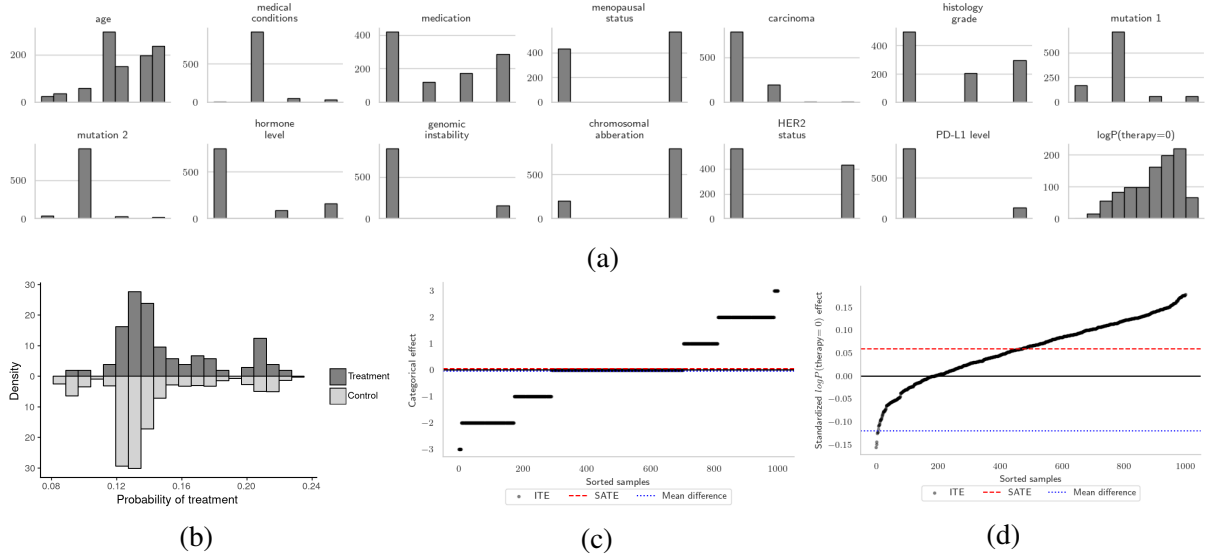 age
medical
conditions
medication
menopausal
status
carcinoma
histology
grade
mutation 1
200
0
500
0
400
200
0
400
200
0
500
0
400
200
0
500
0
mutation 2
hormone
level
genomic
instability
chromosomal
abberation
HER2
status
PD-L1 level
logP(therapy=0)
500
0
500
0
500
0
500
0
400
200
0
500
0
200
100
0
(a)
30
20
10
0
10
20
30
Density
0.08
0.12
0.16
0.20
0.24
Probability of treatment
Treatment
Control
(b)
3
2
1
0
−1
−2
−3
Categorical effect
0
200
400
600
800
1000
Sorted samples
ITE
SATE
Mean difference
(c)
0.15
0.10
0.05
0.00
−0.05
−0.10
−0.15
Standardized logP(therapy= 0) effect
0
200
400
600
800
1000
Sorted samples
ITE
SATE
Mean difference
(d)